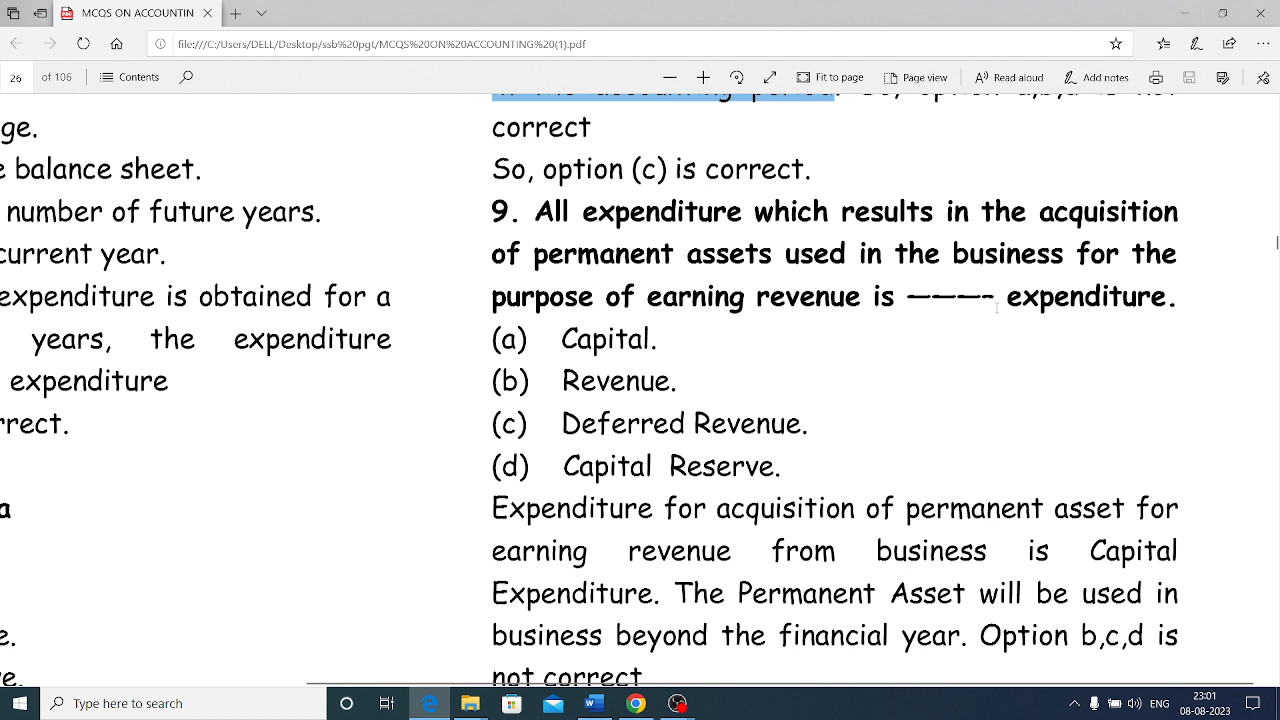 MCQS ON ACCOUNTIN
file:///C:/Users/DELL/Desktop/ssb%20pgt/MCQS%20ON%20ACCOUNTING%20(1).pdf
26 of 106 Contents Fit to page Page view Read aloud Add notes
ge.
e balance sheet.
number of future years.
current year.
expenditure is obtained for a
years, the expenditure
expenditure
rrect.
a
e.
ve.
correct
So, option (c) is correct.
9. All expenditure which results in the acquisition
of permanent assets used in the business for the
purpose of earning revenue is ———– expenditure.
(a) Capital.
(b) Revenue.
(c) Deferred Revenue.
(d) Capital Reserve.
Expenditure for acquisition of permanent asset for
earning revenue from business is Capital
Expenditure. The Permanent Asset will be used in
business beyond the financial year. Option b,c,d is
not correct
Type here to search
ENG
23:01
08-08-2023